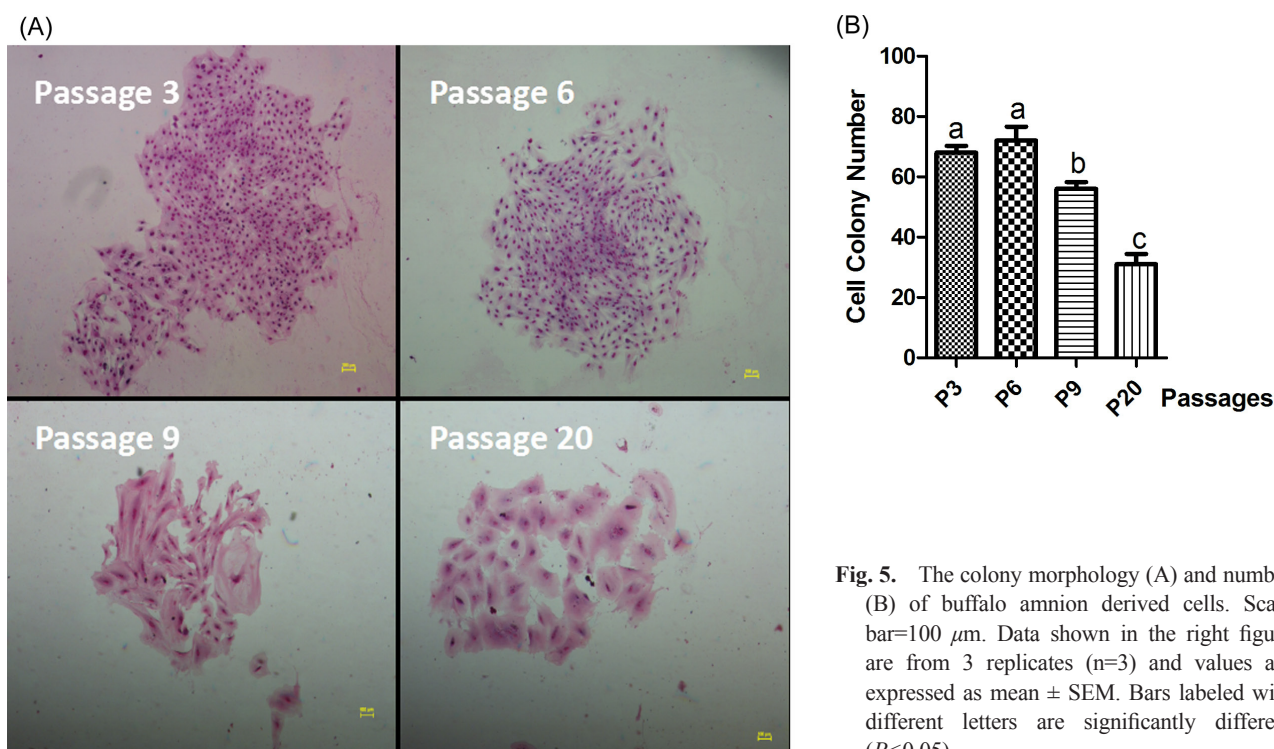 (A)
Passage 3
Passage 6
Passage 9
Passage 20
(B)
100
80
60
40
20
0
Cell Colony Number
a
a
b
c
P3
P6
P9
P20
Passages
Fig. 5. The colony morphology (A) and numb
(B) of buffalo amnion derived cells. Sca
bar=100 μm. Data shown in the right figu
are from 3 replicates (n=3) and values a
expressed as mean ± SEM. Bars labeled wi
different letters are significantly differe